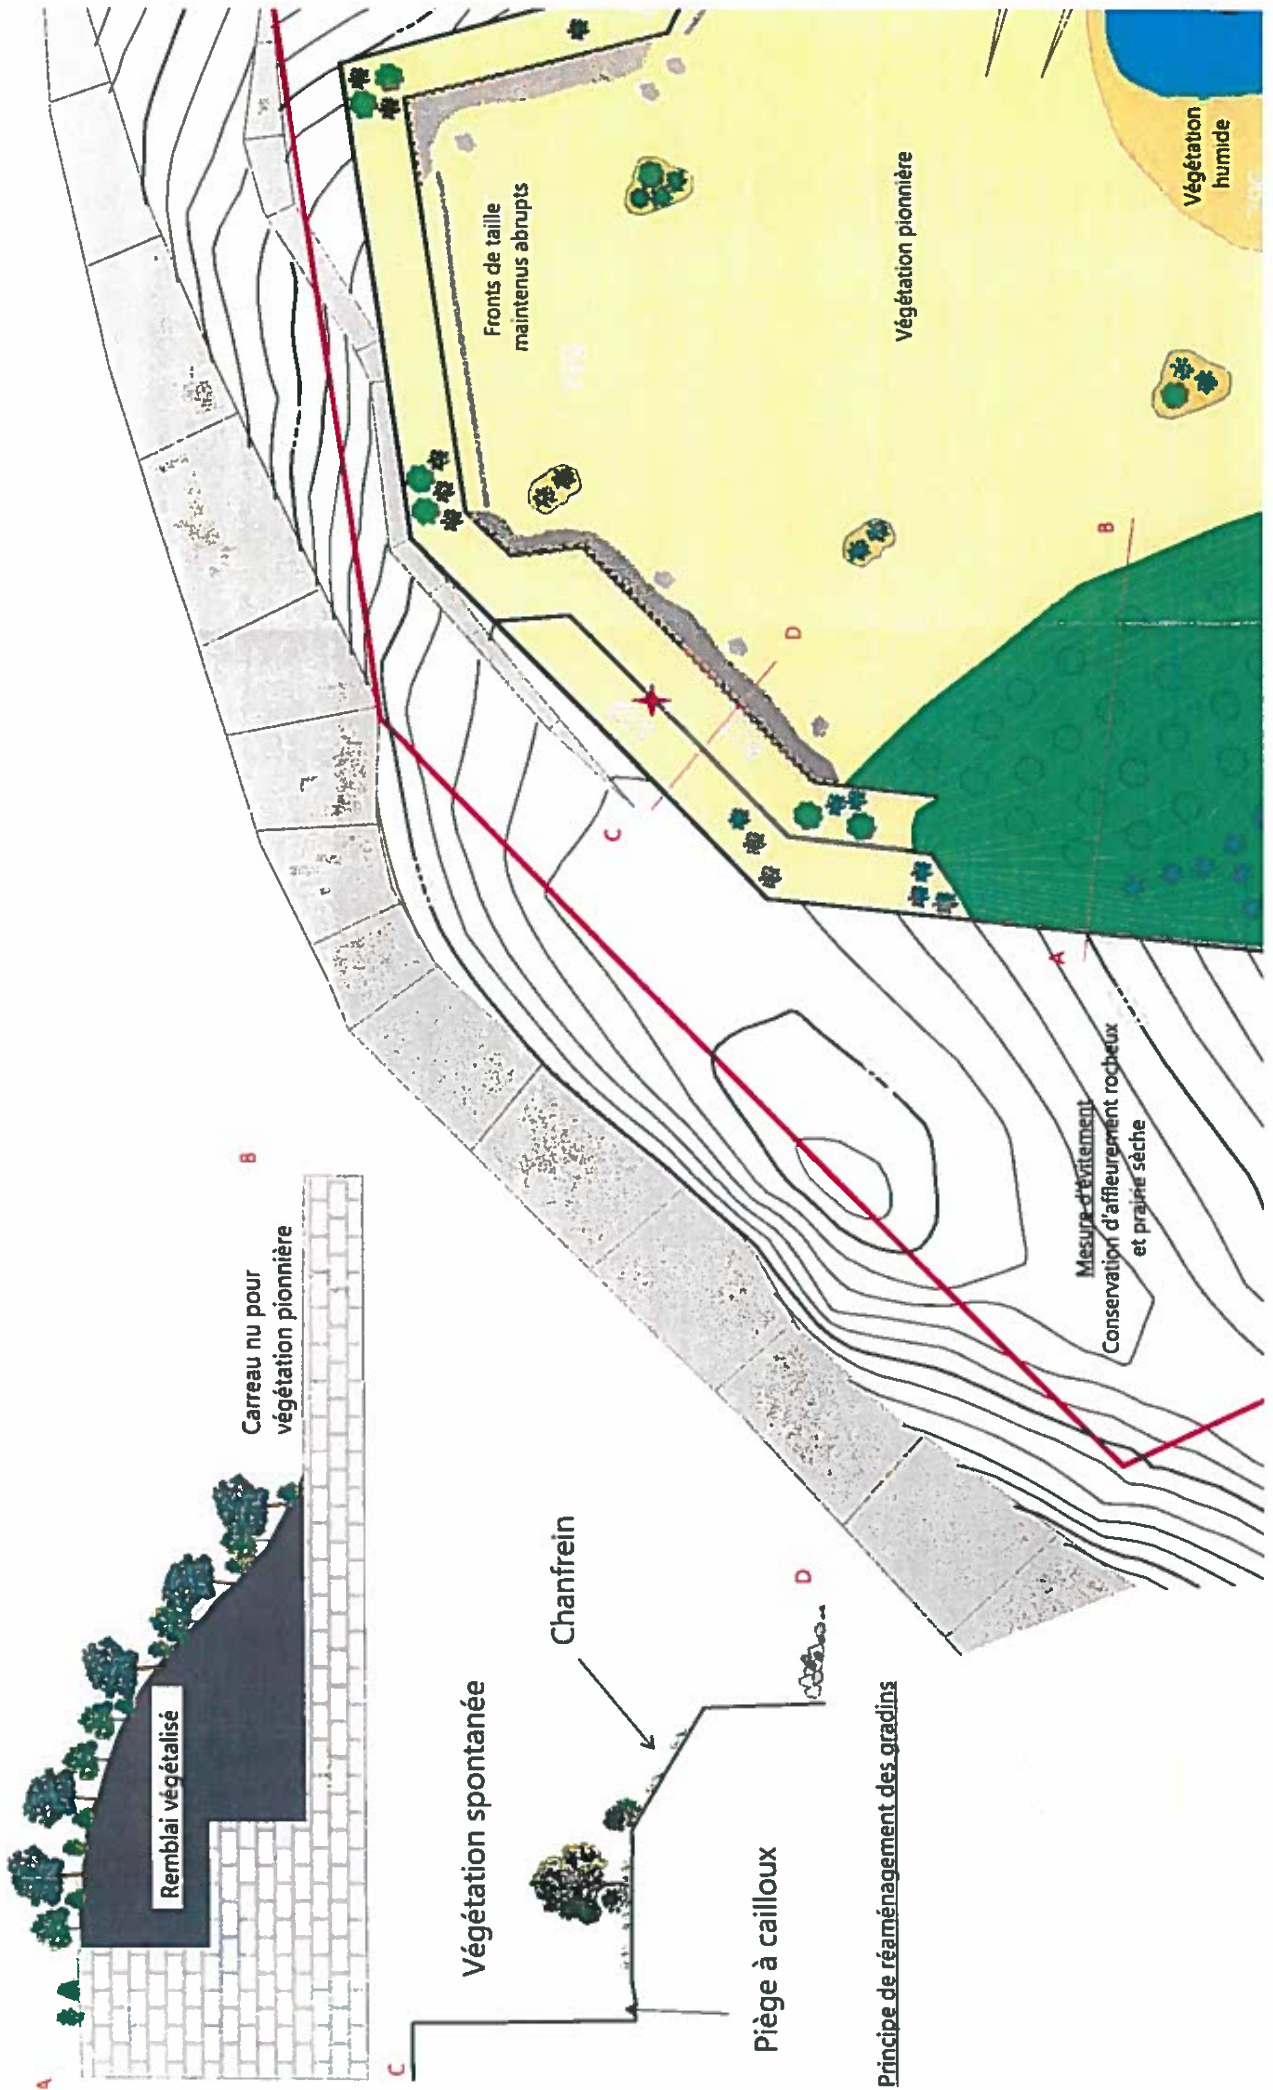 A
B
Remblai végétalisé
Carreau nu pour
végétation pionnière
C
Végétation spontanée
Chanfrein
D
Piège à cailloux
Principe de réaménagement des gradins
Fronts de taille
maintenus abrupts
Végétation pionnière
Végétation
humide
C
D
A
B
Mesure d'évitement
Conservation d'affleurement rocheux
et prairie sèche